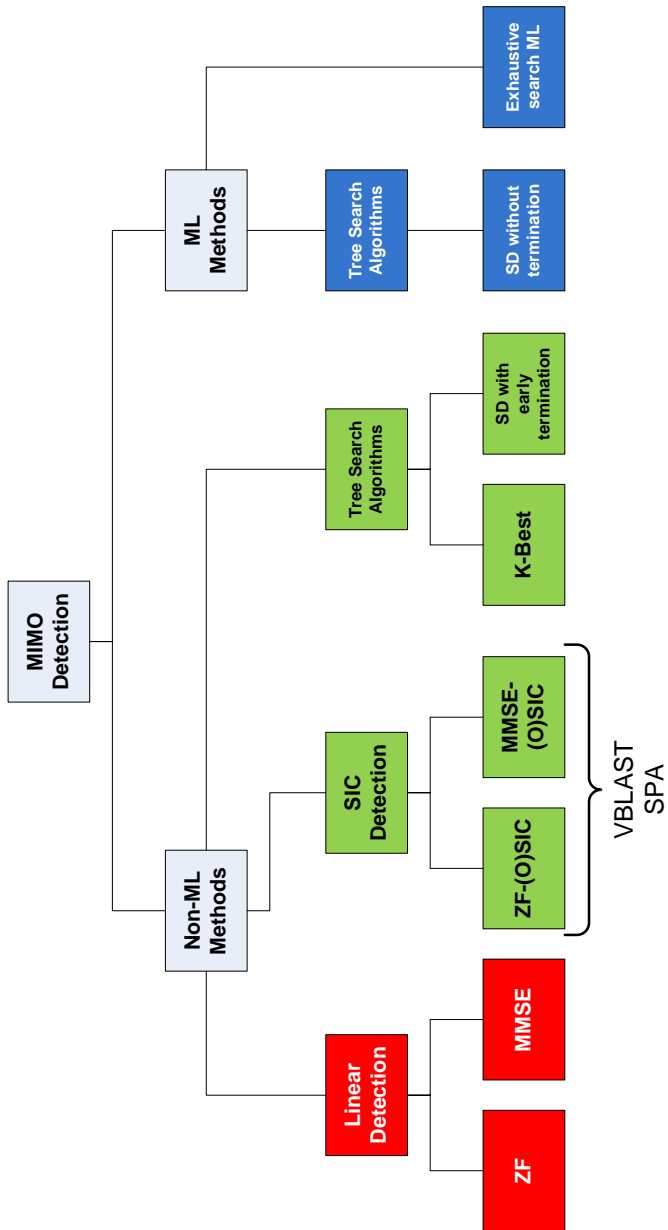 MIMO
Detection
Non-ML
Methods
ML
Methods
Linear
Detection
SIC
Detection
Tree Search
Algorithms
Tree Search
Algorithms
ZF
MMSE
ZF-(O)SIC
MMSE-
(O)SIC
K-Best
SD with
early
termination
SD without
termination
Exhaustive
search ML
VBLAST
SPA